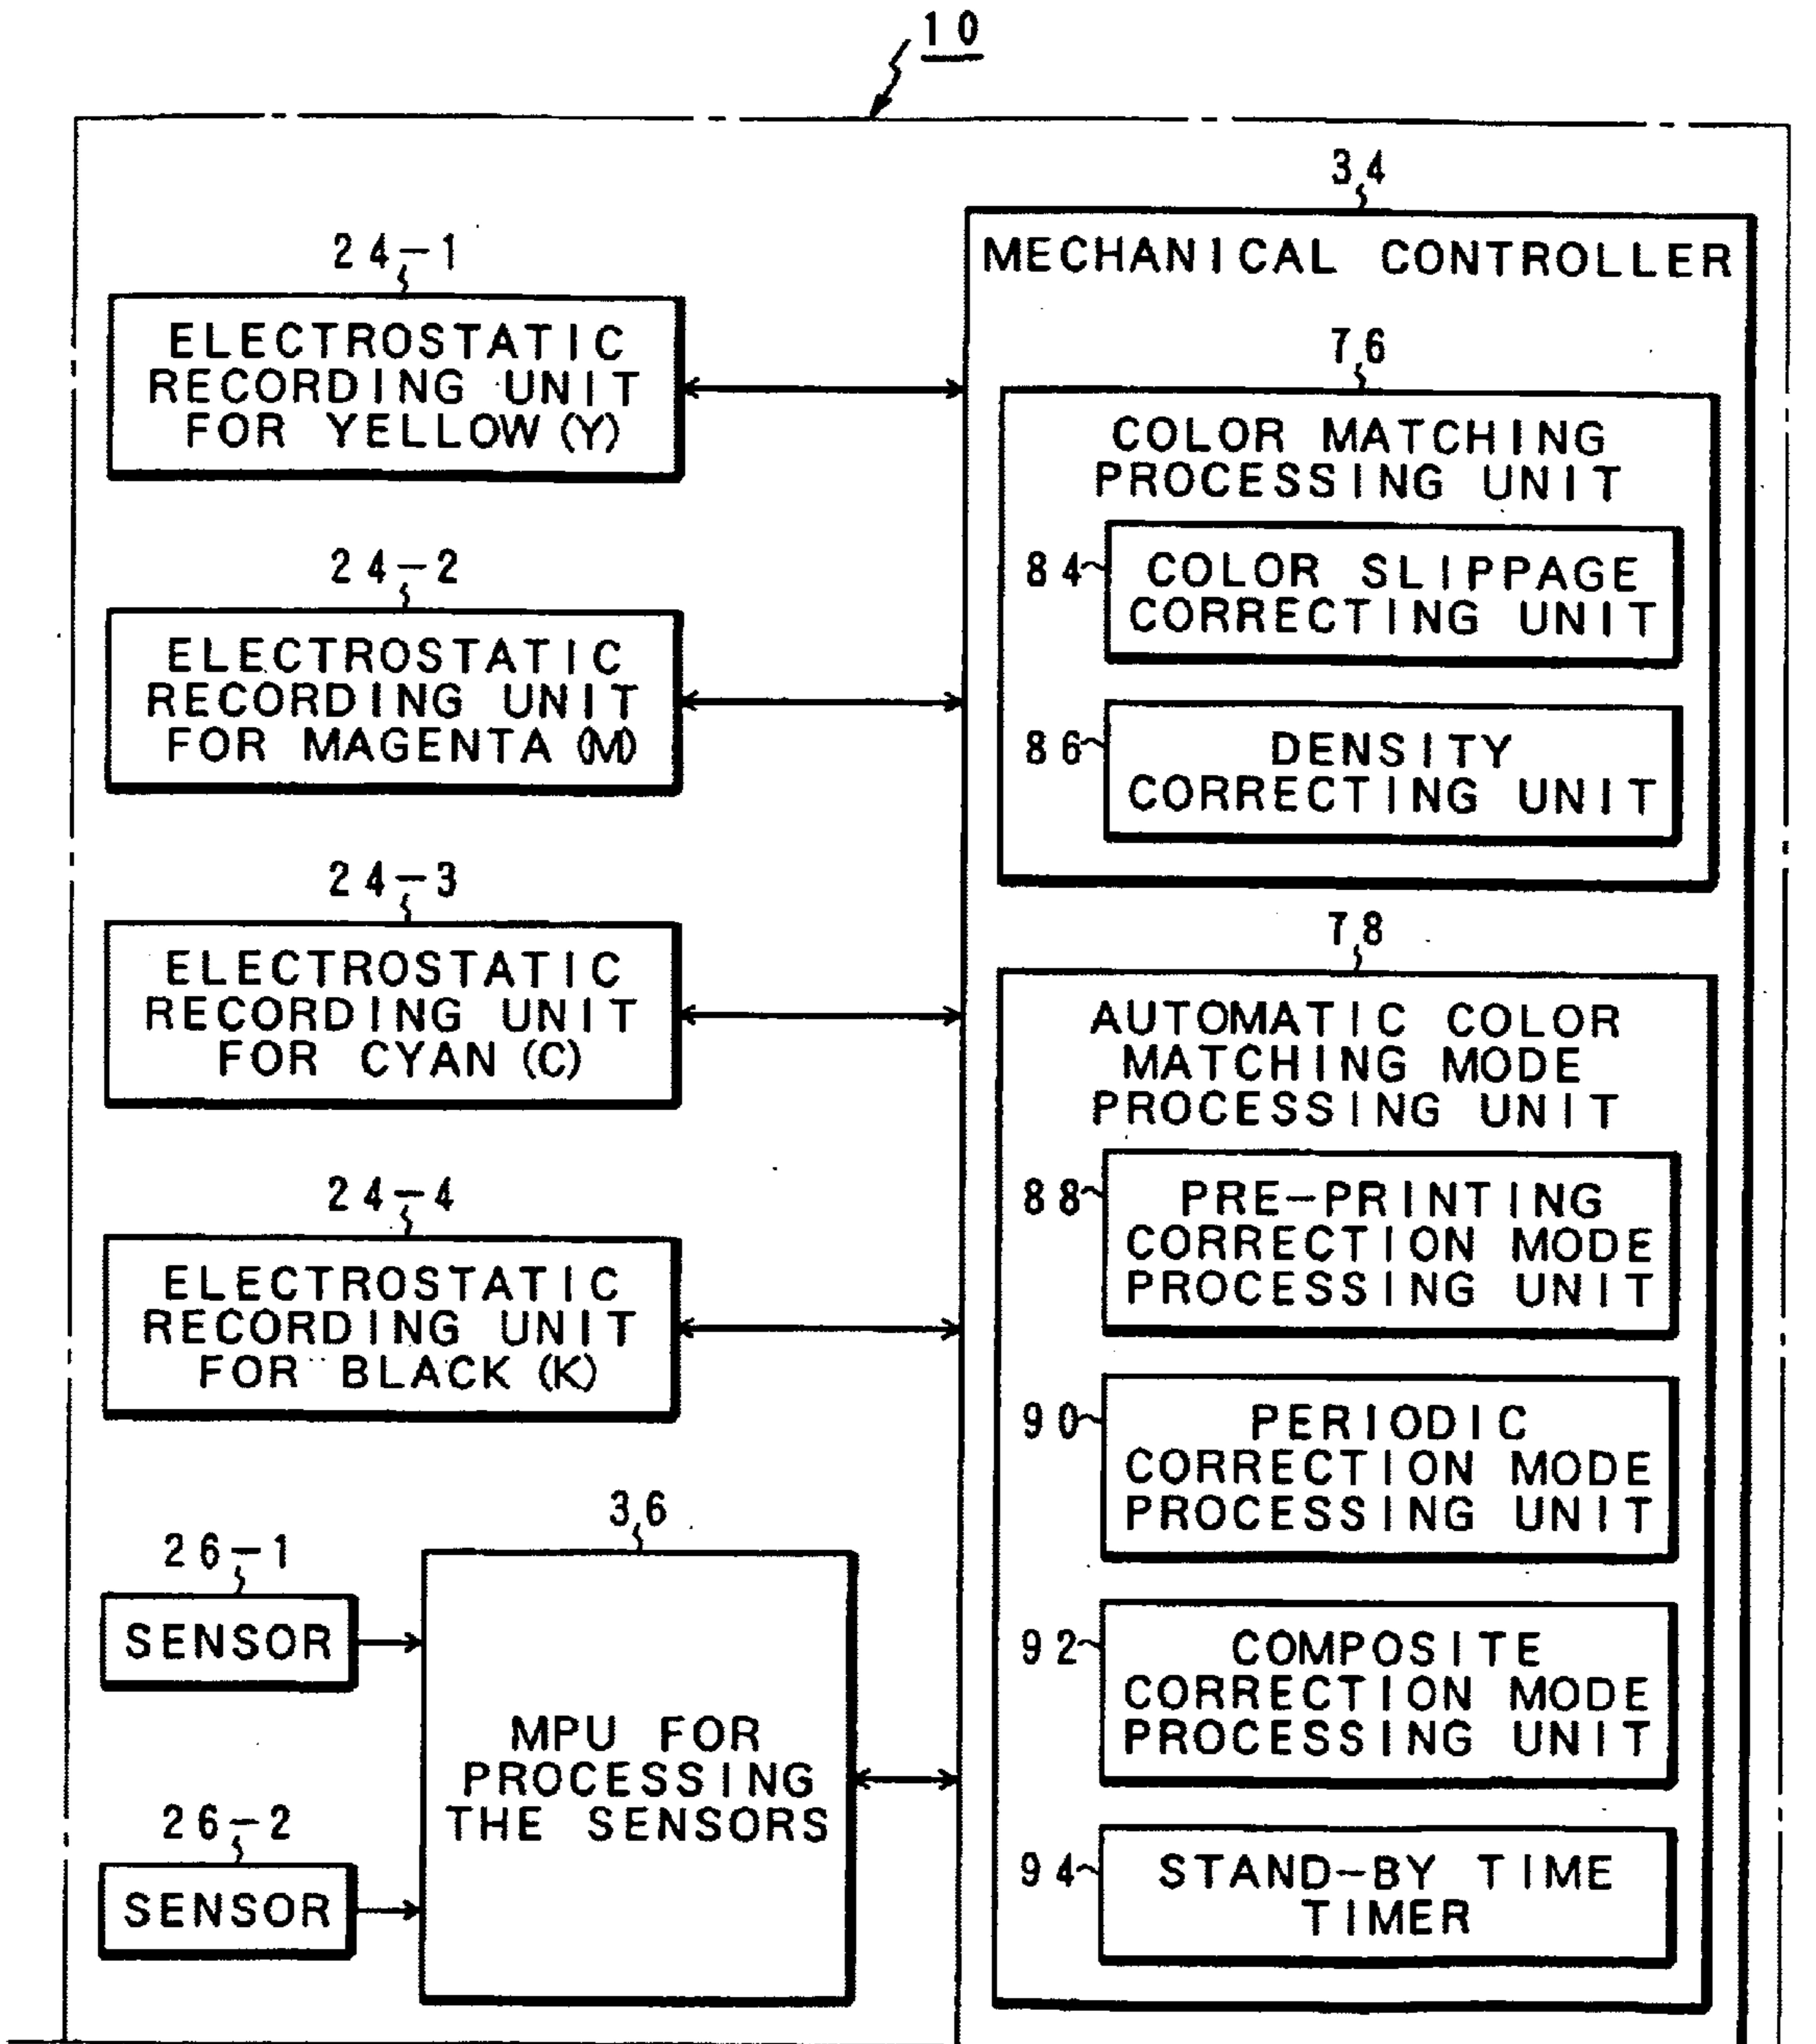 10
34
MECHANICAL CONTROLLER
24-1
ELECTROSTATIC
RECORDING UNIT
FOR YELLOW (Y)
76
COLOR MATCHING
PROCESSING UNIT
84
COLOR SLIPPAGE
CORRECTING UNIT
24-2
ELECTROSTATIC
RECORDING UNIT
FOR MAGENTA (M)
86
DENSITY
CORRECTING UNIT
24-3
ELECTROSTATIC
RECORDING UNIT
FOR CYAN (C)
78
AUTOMATIC COLOR
MATCHING MODE
PROCESSING UNIT
24-4
ELECTROSTATIC
RECORDING UNIT
FOR BLACK (K)
88
PRE-PRINTING
CORRECTION MODE
PROCESSING UNIT
90
PERIODIC
CORRECTION MODE
PROCESSING UNIT
26-1
SENSOR
36
MPU FOR
PROCESSING
THE SENSORS
26-2
SENSOR
92
COMPOSITE
CORRECTION MODE
PROCESSING UNIT
94
STAND-BY TIME
TIMER